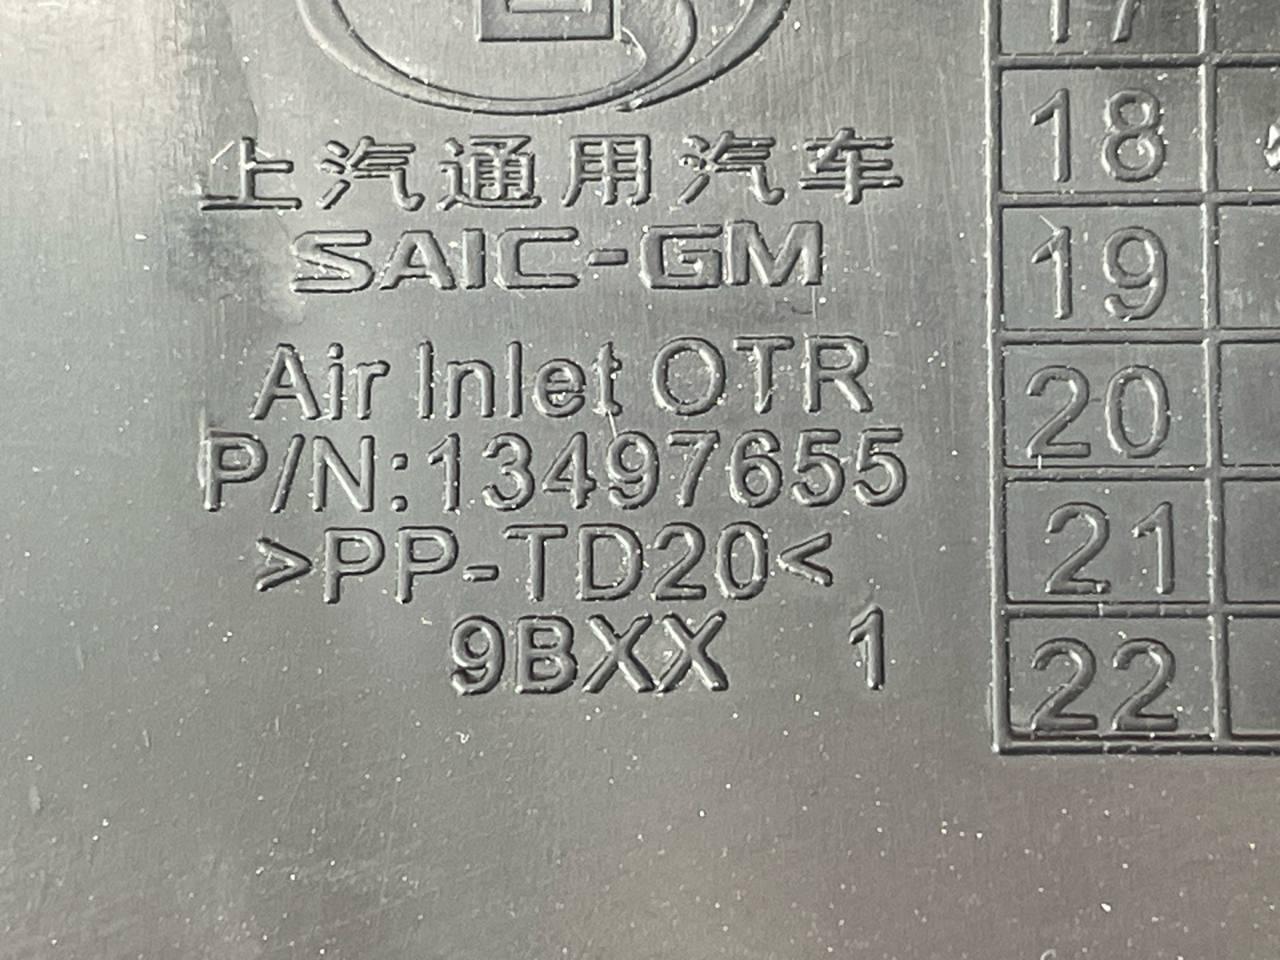 上汽通用汽车
SAIC-GM
Air Inlet OTR
P/N:13497655
>PP-TD20<
9BXX 1
17
18
19
20
21
22